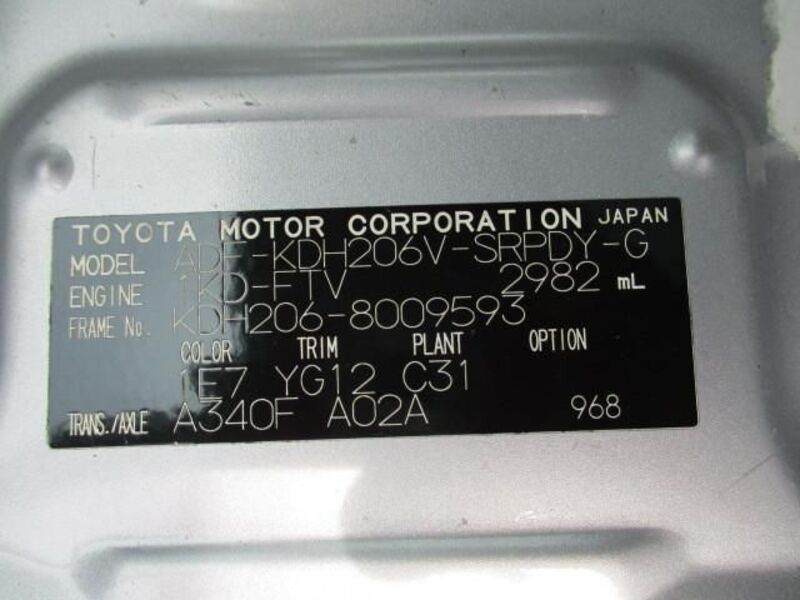 TOYOTA MOTOR CORPORATION JAPAN
MODEL ADF-KDH206V-SRPDY-G
ENGINE 1KD-FTV 2982 mL
FRAME No. KDH206-8009593
COLOR TRIM PLANT OPTION
1E7 YG12 C31
TRANS./AXLE A340F A02A 968